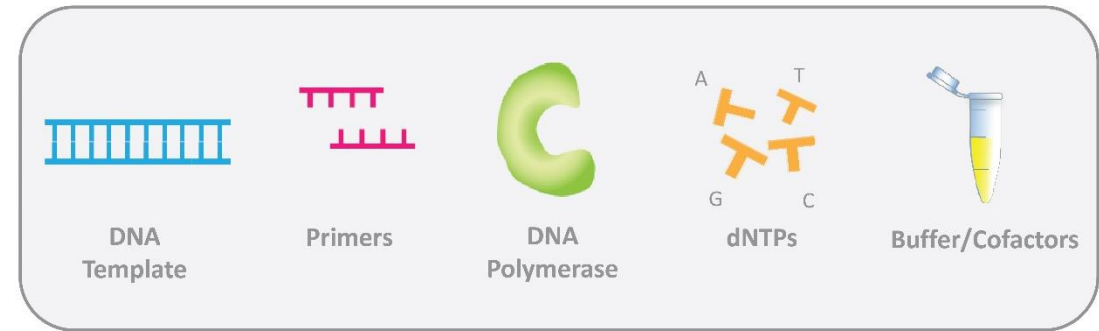 A
T
G
C
DNA
Template
Primers
DNA
Polymerase
dNTPs
Buffer/Cofactors